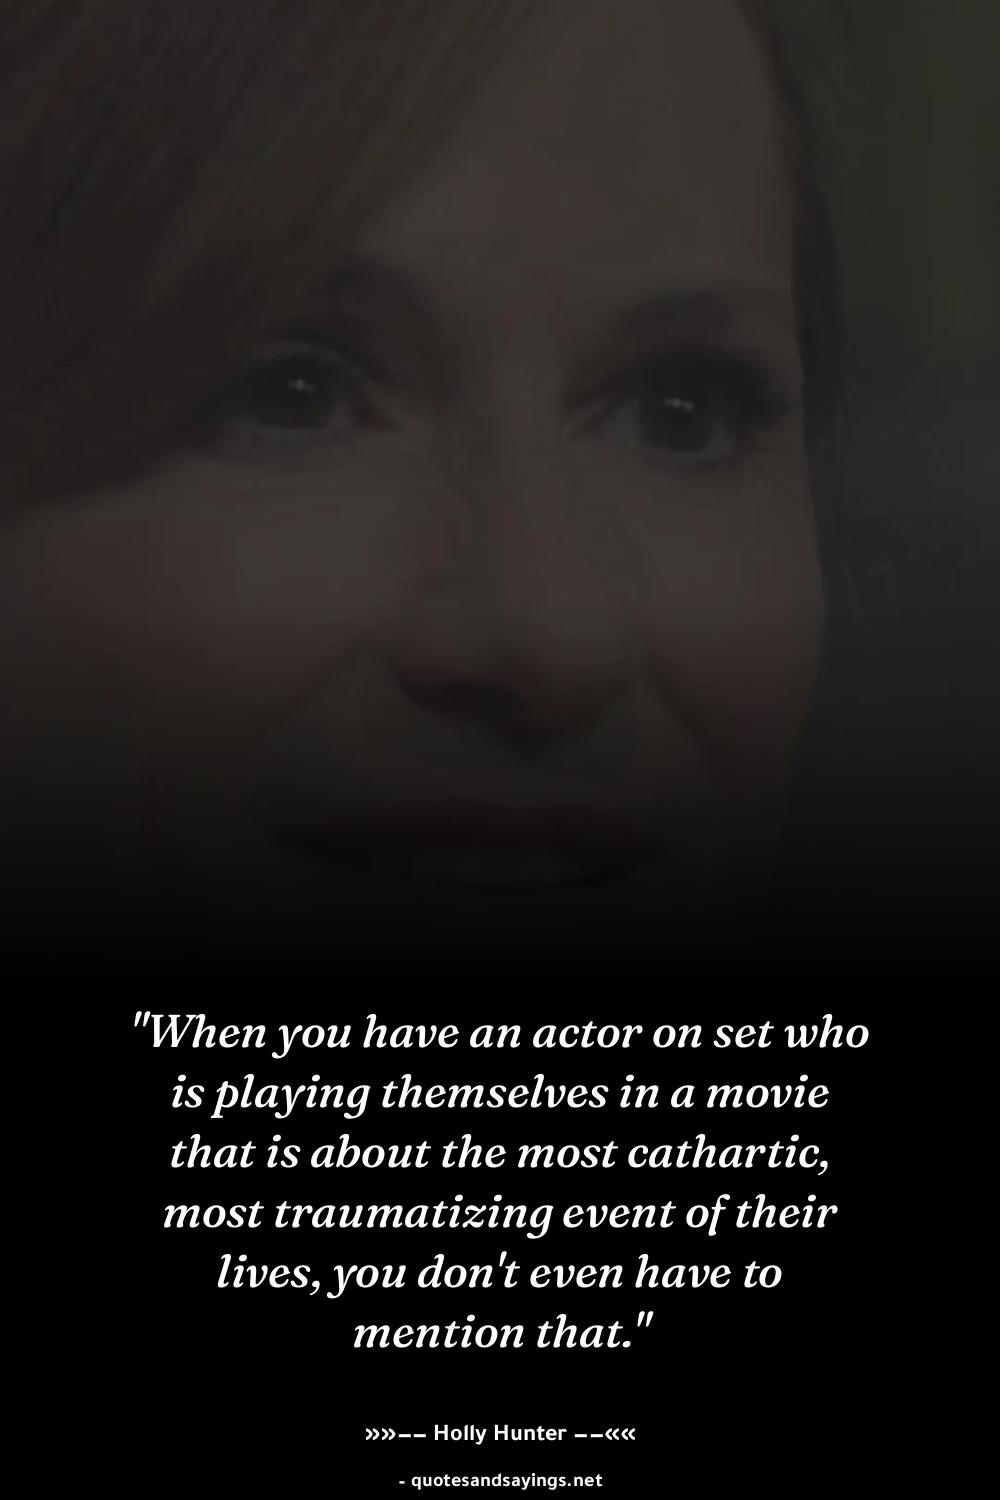 "When you have an actor on set who
is playing themselves in a movie
that is about the most cathartic,
most traumatizing event of their
lives, you don't even have to
mention that."
»»–– Holly Hunter ––««
- quotesandsayings.net